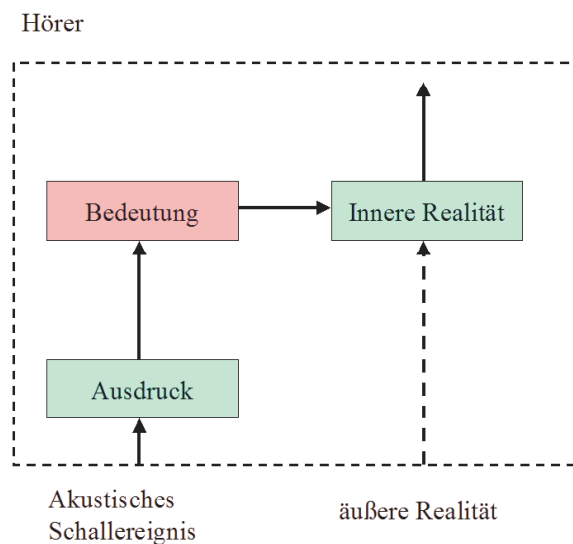 Hörer
Bedeutung
Innere Realität
Ausdruck
Akustisches
Schallereignis
äußere Realität